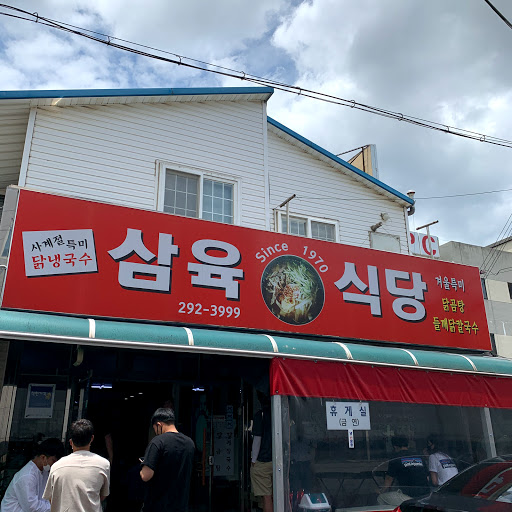 사계절 특미
닭냉국수
삼육
Since 1970
식당
292-3999
겨울특미
닭곰탕
들깨닭칼국수
휴게실
(금연)